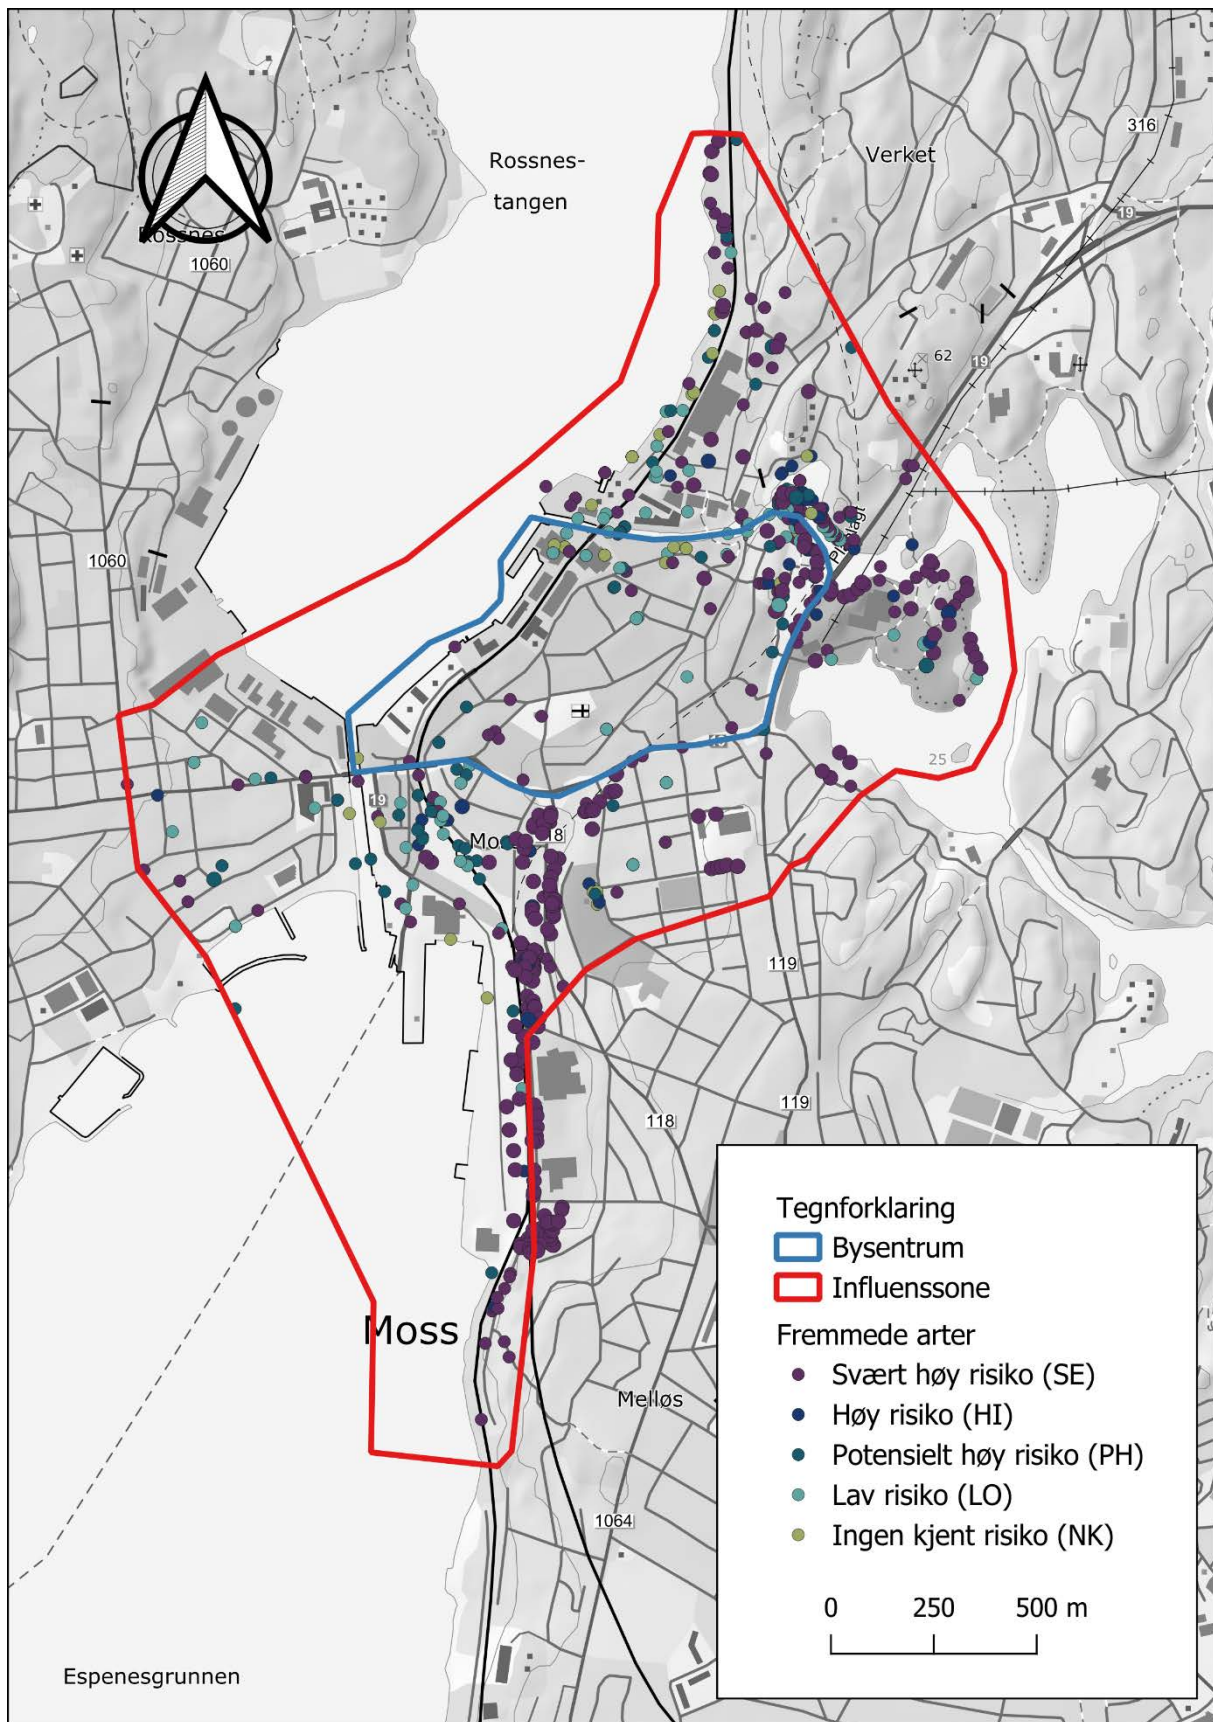 316
Verket
Rossnes-
tangen
19
Rossnes
1060
62
19
1060
Planlagt
25
19
118
119
119
118
Tegnforklaring
Bysentrum
Influenssone
Fremmede arter
Svært høy risiko (SE)
Høy risiko (HI)
Potensielt høy risiko (PH)
Lav risiko (LO)
Ingen kjent risiko (NK)
0 250 500 m
Moss
Melløs
1064
Espenesgrunnen